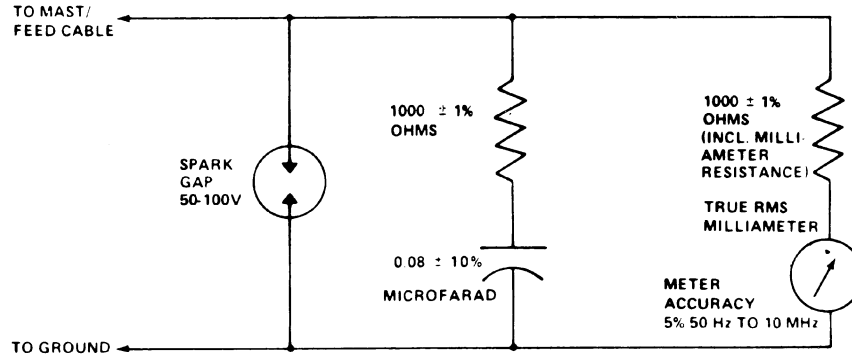 TO MAST/
FEED CABLE
1000 ± 1%
OHMS
1000 ± 1%
OHMS
(INCL. MILLI-
AMETER
RESISTANCE)
SPARK
GAP
50-100V
TRUE RMS
MILLIAMETER
0.08 ± 10%
MICROFARAD
METER
ACCURACY
5% 50 Hz TO 10 MHz
TO GROUND